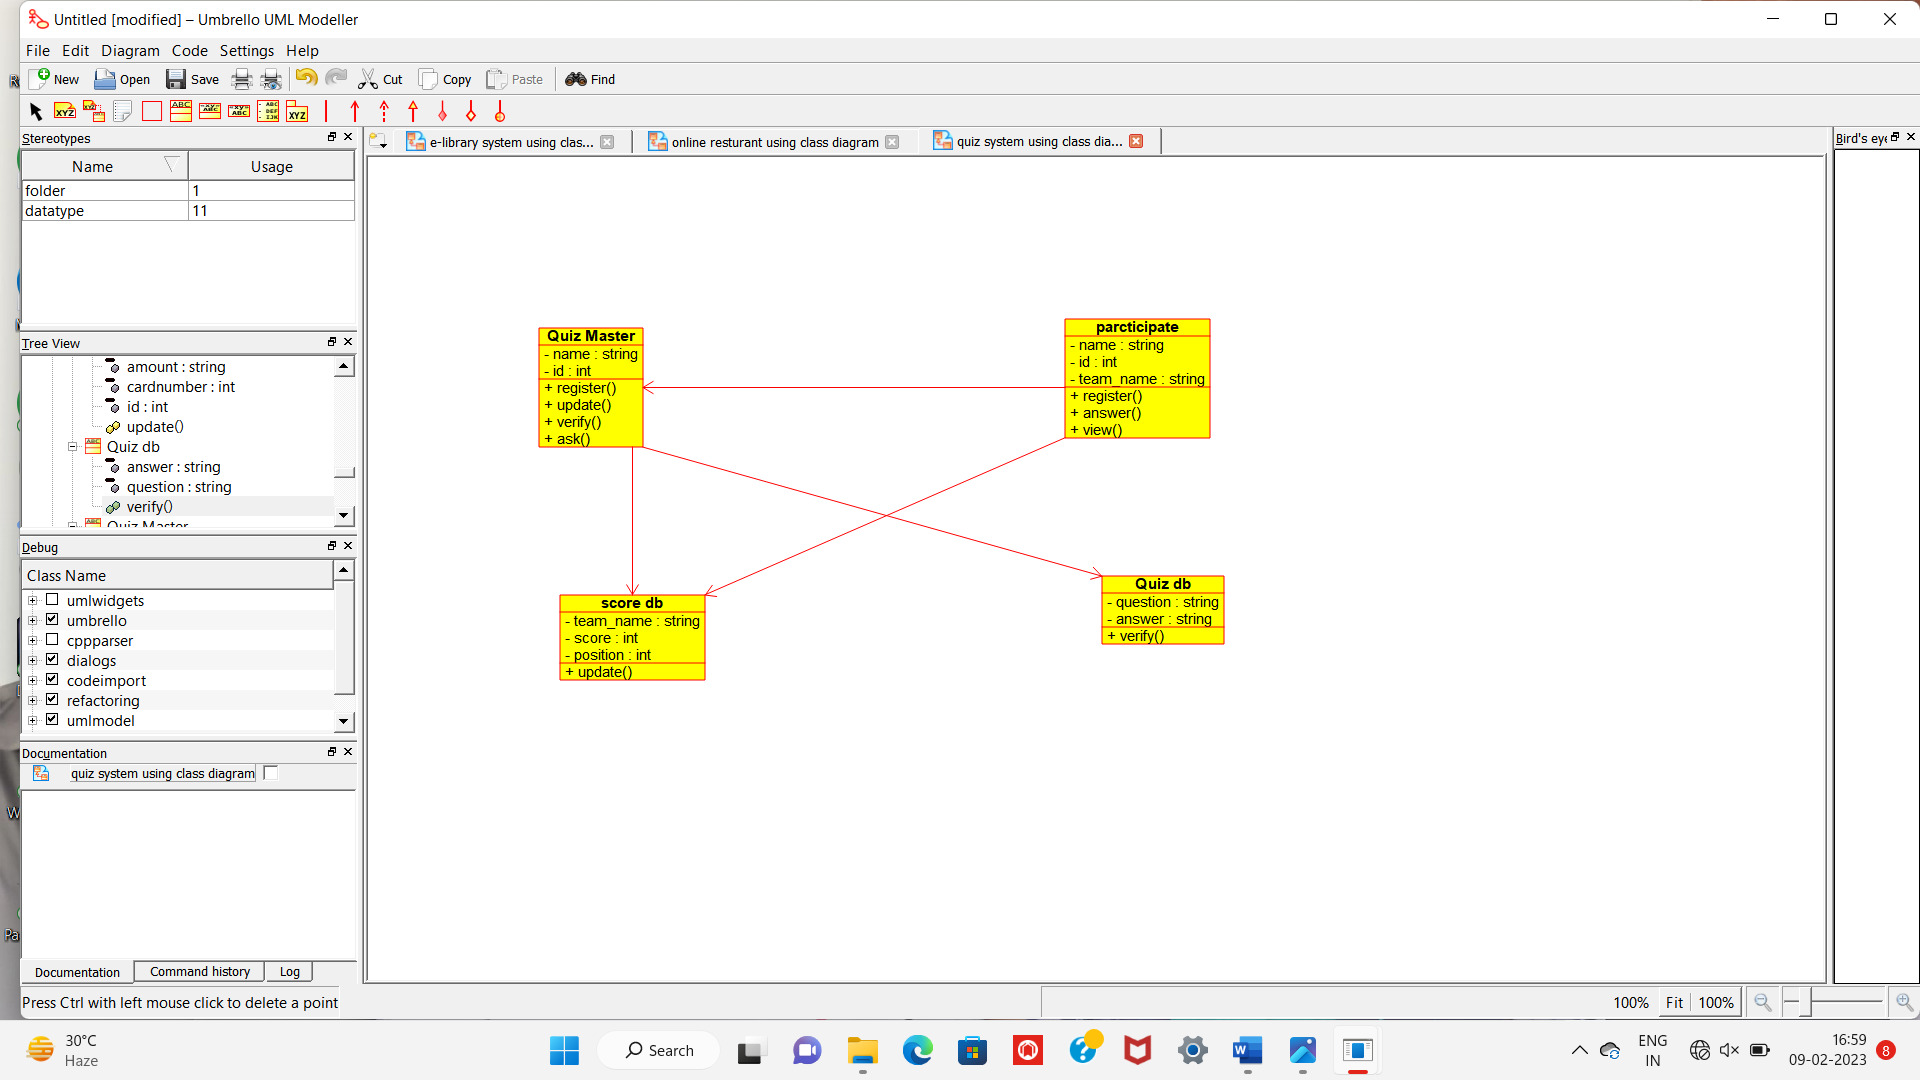 Untitled [modified] – Umbrello UML Modeller
File Edit Diagram Code Settings Help
New Open Save Cut Copy Paste Find
Stereotypes
Name Usage
folder 1
datatype 11
Tree View
amount : string
cardnumber : int
id : int
update()
Quiz db
answer : string
question : string
verify()
Quiz Master
Debug
Class Name
umlwidgets
umbrello
cppparser
dialogs
codeimport
refactoring
umlmodel
Documentation
quiz system using class diagram
Documentation Command history Log
Press Ctrl with left mouse click to delete a point
e-library system using clas... online resturant using class diagram quiz system using class dia...
Bird's eye
Quiz Master
- name : string
- id : int
+ register()
+ update()
+ verify()
+ ask()
parcticipate
- name : string
- id : int
- team_name : string
+ register()
+ answer()
+ view()
score db
- team_name : string
- score : int
- position : int
+ update()
Quiz db
- question : string
- answer : string
+ verify()
100% Fit 100%
30°C
Haze
Search
ENG
IN
16:59
09-02-2023
8